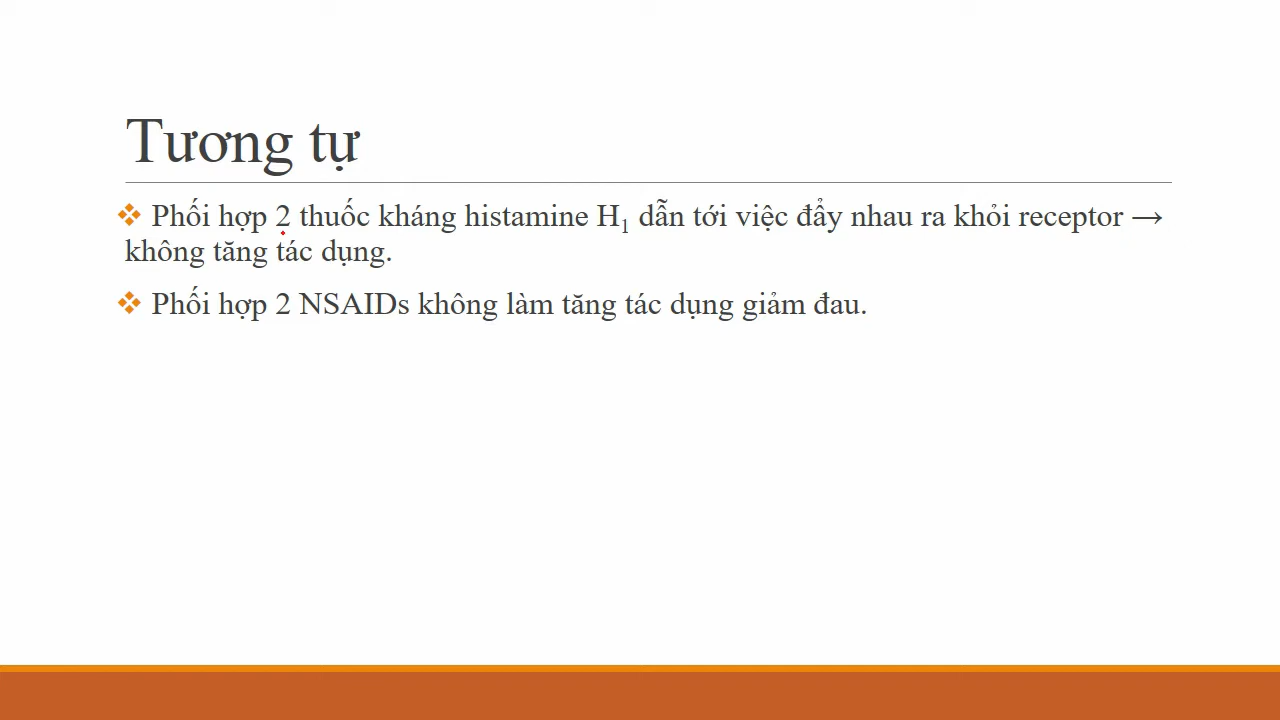 Tương tự
❖ Phối hợp 2 thuốc kháng histamine H₁ dẫn tới việc đẩy nhau ra khỏi receptor →
không tăng tác dụng.
❖ Phối hợp 2 NSAIDs không làm tăng tác dụng giảm đau.